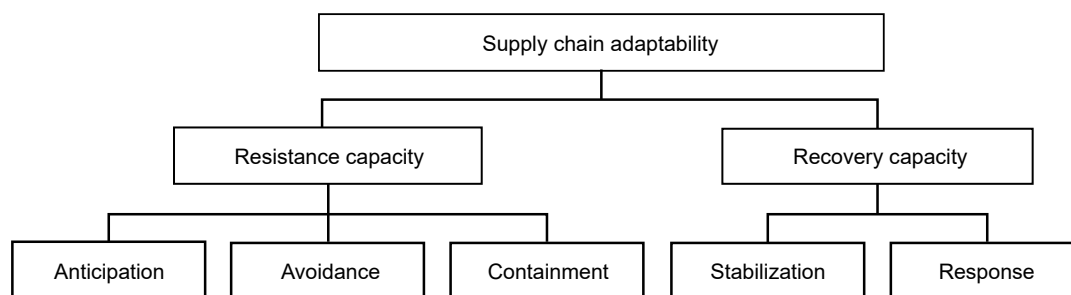 Supply chain adaptability
Resistance capacity
Recovery capacity
Anticipation
Avoidance
Containment
Stabilization
Response